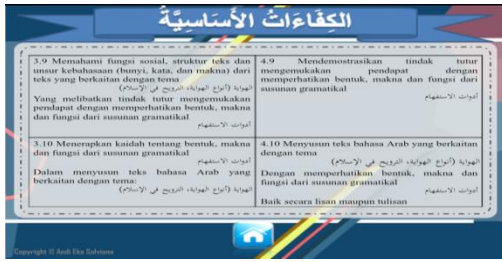 الكِفَاءَاتُ الأَسَاسِيَّةُ
3.9 Memahami fungsi sosial, struktur teks dan
unsur kebahasaan (bunyi, kata, dan makna) dari
teks yang berkaitan dengan tema
الهواية (أنواع الهواية، الترويح في الإسلام)
Yang melibatkan tindak tutur mengemukakan
pendapat dengan memperhatikan bentuk, makna
dan fungsi dari susunan gramatikal
أدوات الاستفهام
4.9 Mendemostrasikan tindak tutur
mengemukakan pendapat dengan
memperhatikan bentuk, makna dan fungsi dari
susunan gramatikal
أدوات الاستفهام
3.10 Menerapkan kaidah tentang bentuk, makna
dan fungsi dari susunan gramatikal
أدوات الاستفهام
Dalam menyusun teks bahasa Arab yang
berkaitan dengan tema:
الهواية (أنواع الهواية، الترويح في الإسلام)
4.10 Menyusun teks bahasa Arab yang berkaitan
dengan tema
الهواية (أنواع الهواية، الترويح في الإسلام)
Dengan memperhatikan bentuk, makna dan
fungsi dari susunan gramatikal
أدوات الاستفهام
Baik secara lisan maupun tulisan
Copyright © Andi Eka Sulviana